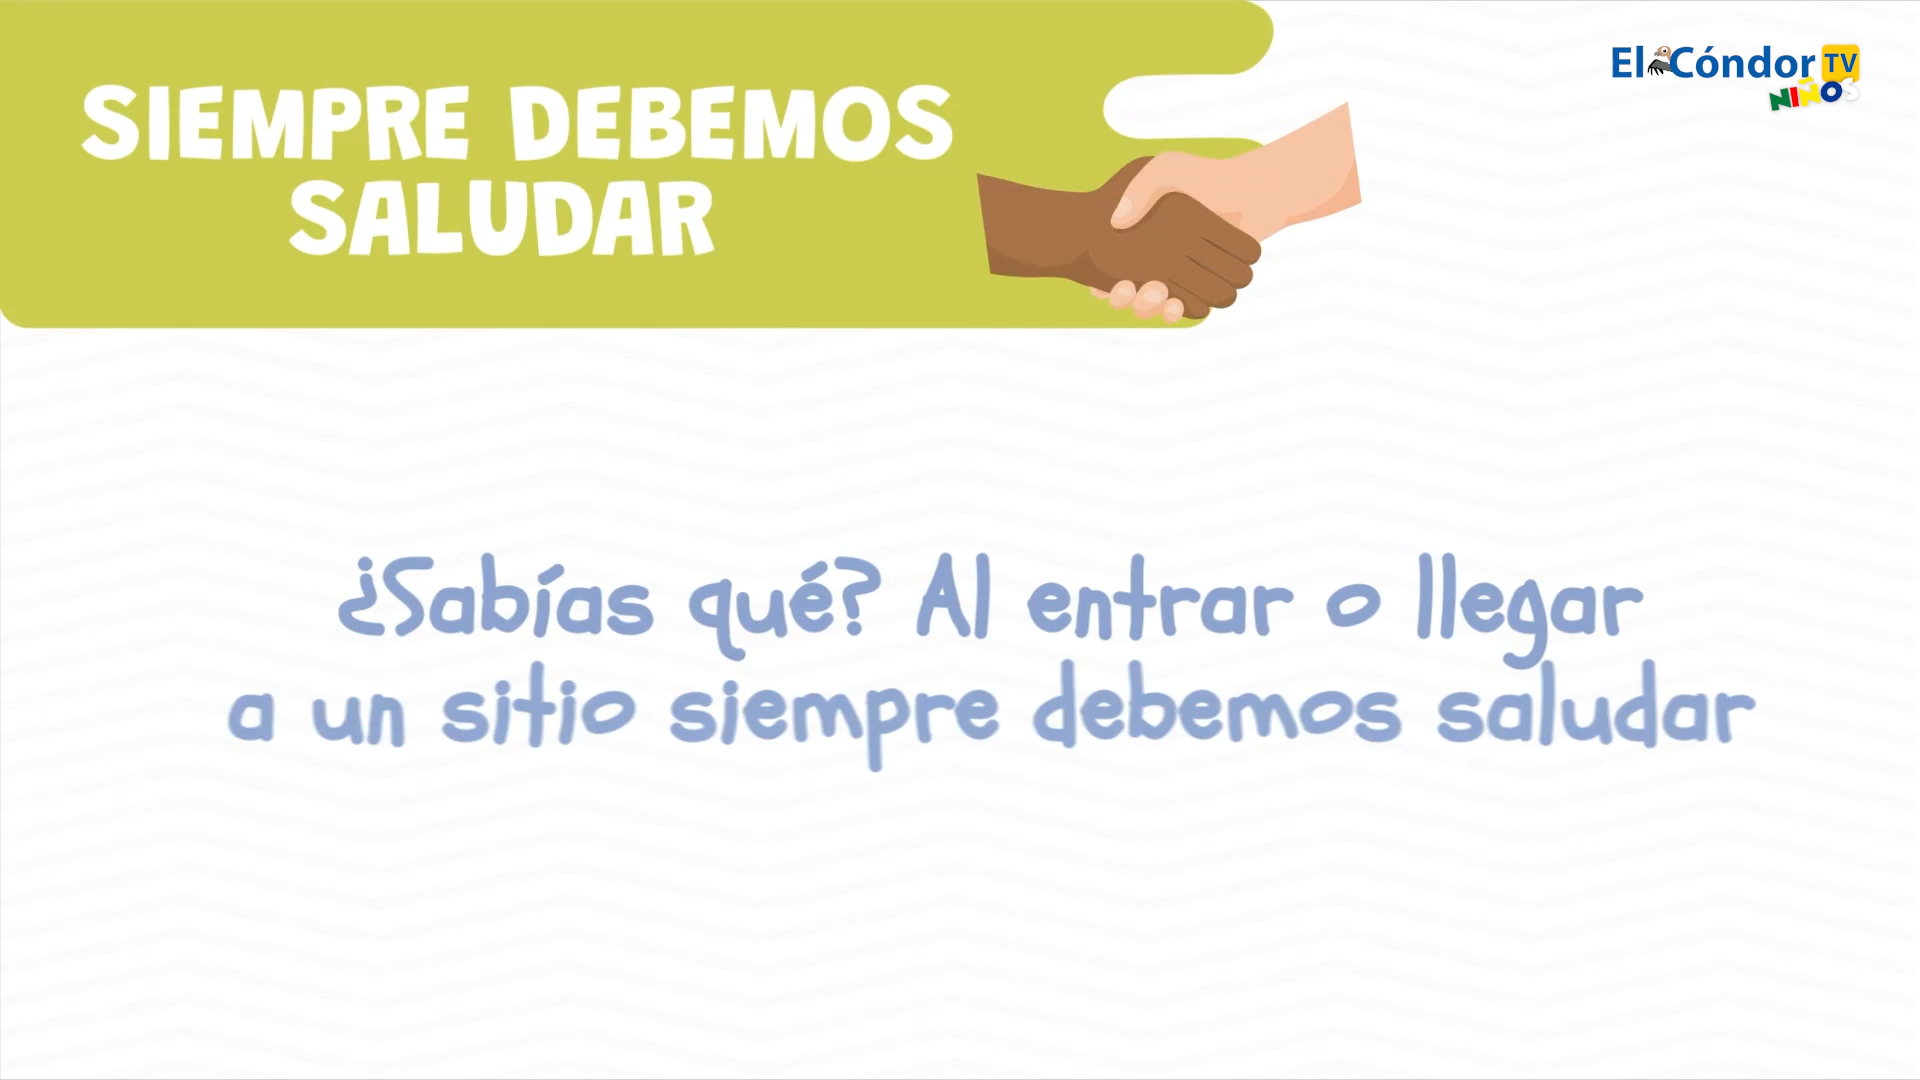 SIEMPRE DEBEMOS
SALUDAR
El Cóndor TV
NIÑOS
¿Sabías qué? Al entrar o llegar
a un sitio siempre debemos saludar